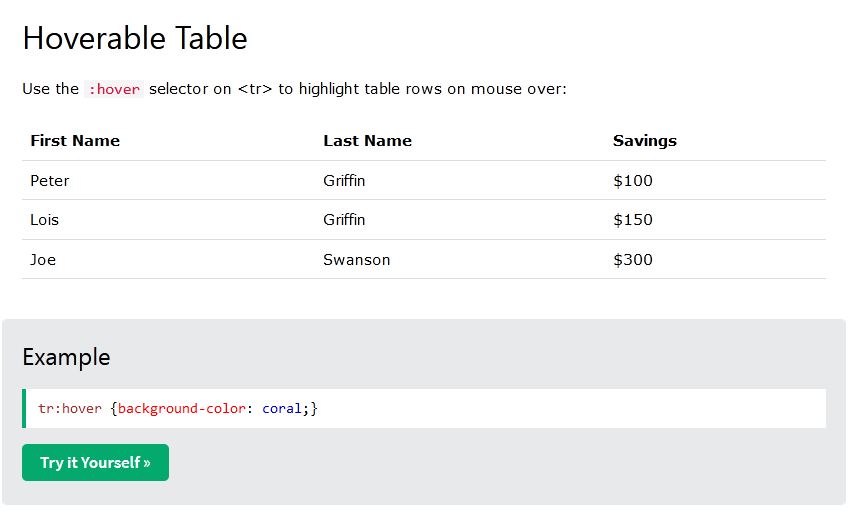 Hoverable Table
Use the :hover selector on <tr> to highlight table rows on mouse over:
First Name Last Name Savings
Peter Griffin $100
Lois Griffin $150
Joe Swanson $300
Example
tr:hover {background-color: coral;}
Try it Yourself »